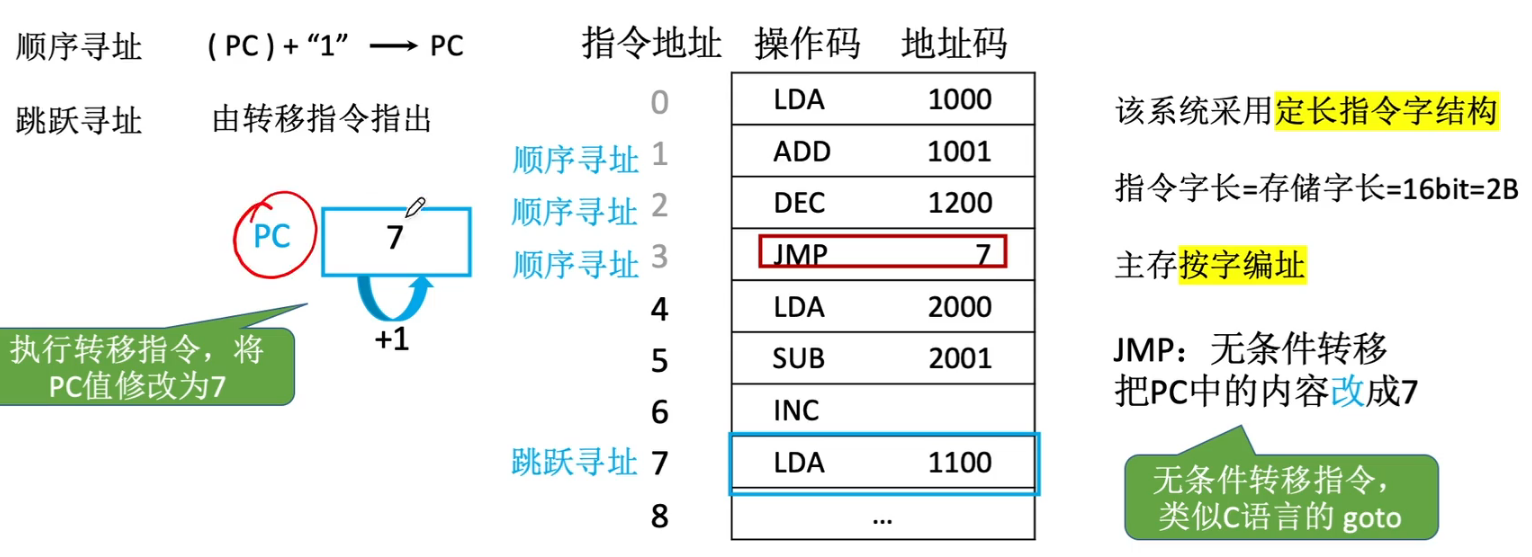 顺序寻址 ( PC ) + “1” → PC
跳跃寻址 由转移指令指出
PC 7
+1
执行转移指令，将
PC值修改为7
指令地址 操作码 地址码
0 LDA 1000
顺序寻址 1 ADD 1001
顺序寻址 2 DEC 1200
顺序寻址 3 JMP 7
4 LDA 2000
5 SUB 2001
6 INC
跳跃寻址 7 LDA 1100
8 ...
该系统采用定长指令字结构
指令字长=存储字长=16bit=2B
主存按字编址
JMP：无条件转移
把PC中的内容改成7
无条件转移指令，
类似C语言的 goto